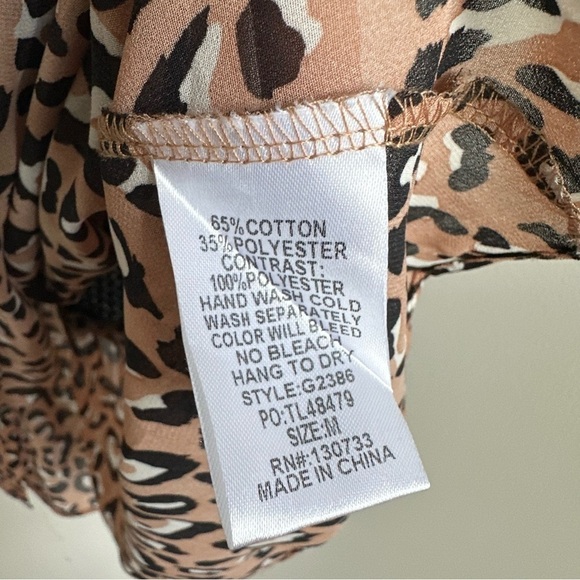 65%COTTON
35%POLYESTER
CONTRAST:
100%POLYESTER
HAND WASH COLD
WASH SEPARATELY
COLOR WILL BLEED
NO BLEACH
HANG TO DRY
STYLE:G2386
PO:TL48479
SIZE:M
RN#:130733
MADE IN CHINA